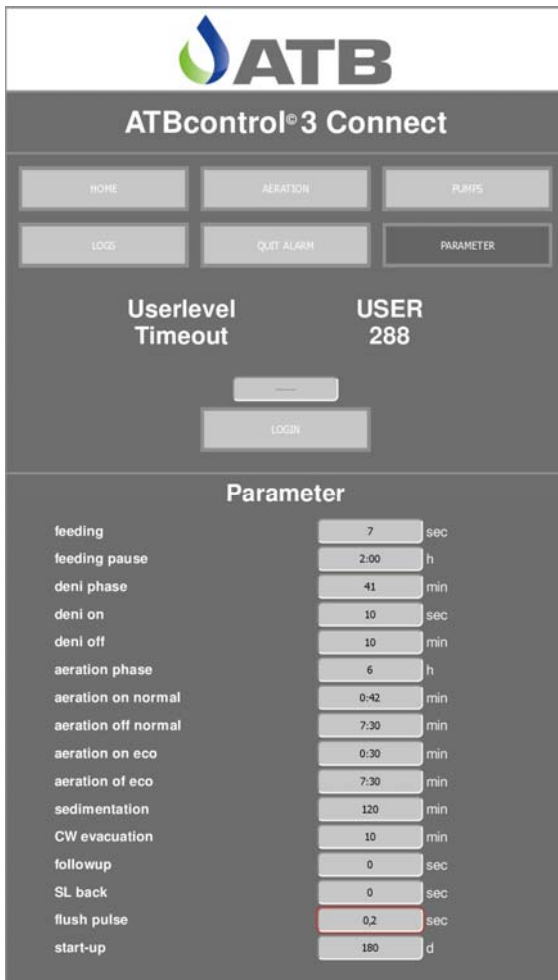 ATB
ATBcontrol©3 Connect
HOME AERATION PUMPS
LOGS QUIT ALARM PARAMETER
Userlevel USER
Timeout 288
-----
LOGIN
Parameter
feeding 7 sec
feeding pause 2:00 h
deni phase 41 min
deni on 10 sec
deni off 10 min
aeration phase 6 h
aeration on normal 0:42 min
aeration off normal 7:30 min
aeration on eco 0:30 min
aeration of eco 7:30 min
sedimentation 120 min
CW evacuation 10 min
followup 0 sec
SL back 0 sec
flush pulse 0,2 sec
start-up 180 d